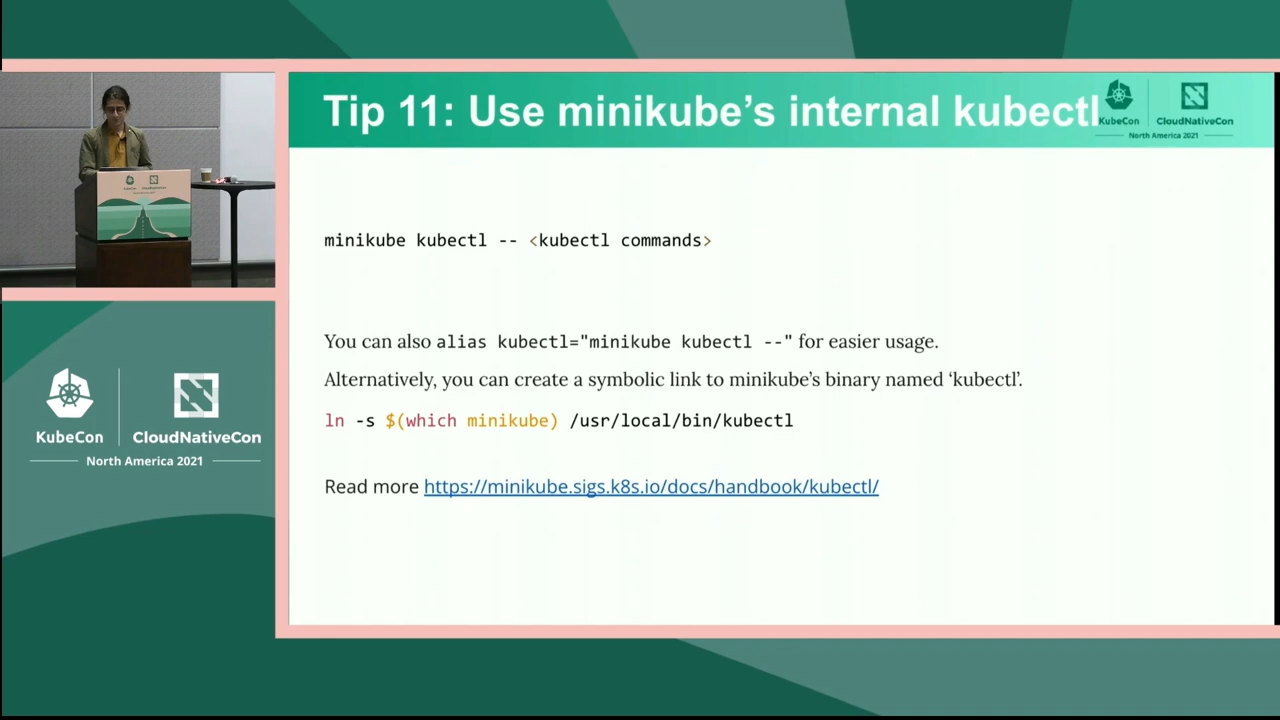 Tip 11: Use minikube's internal kubectl
KubeCon
CloudNativeCon
North America 2021
minikube kubectl -- <kubectl commands>
You can also alias kubectl="minikube kubectl --" for easier usage.
Alternatively, you can create a symbolic link to minikube's binary named ‘kubectl’.
ln -s $(which minikube) /usr/local/bin/kubectl
Read more https://minikube.sigs.k8s.io/docs/handbook/kubectl/
KubeCon
CloudNativeCon
North America 2021